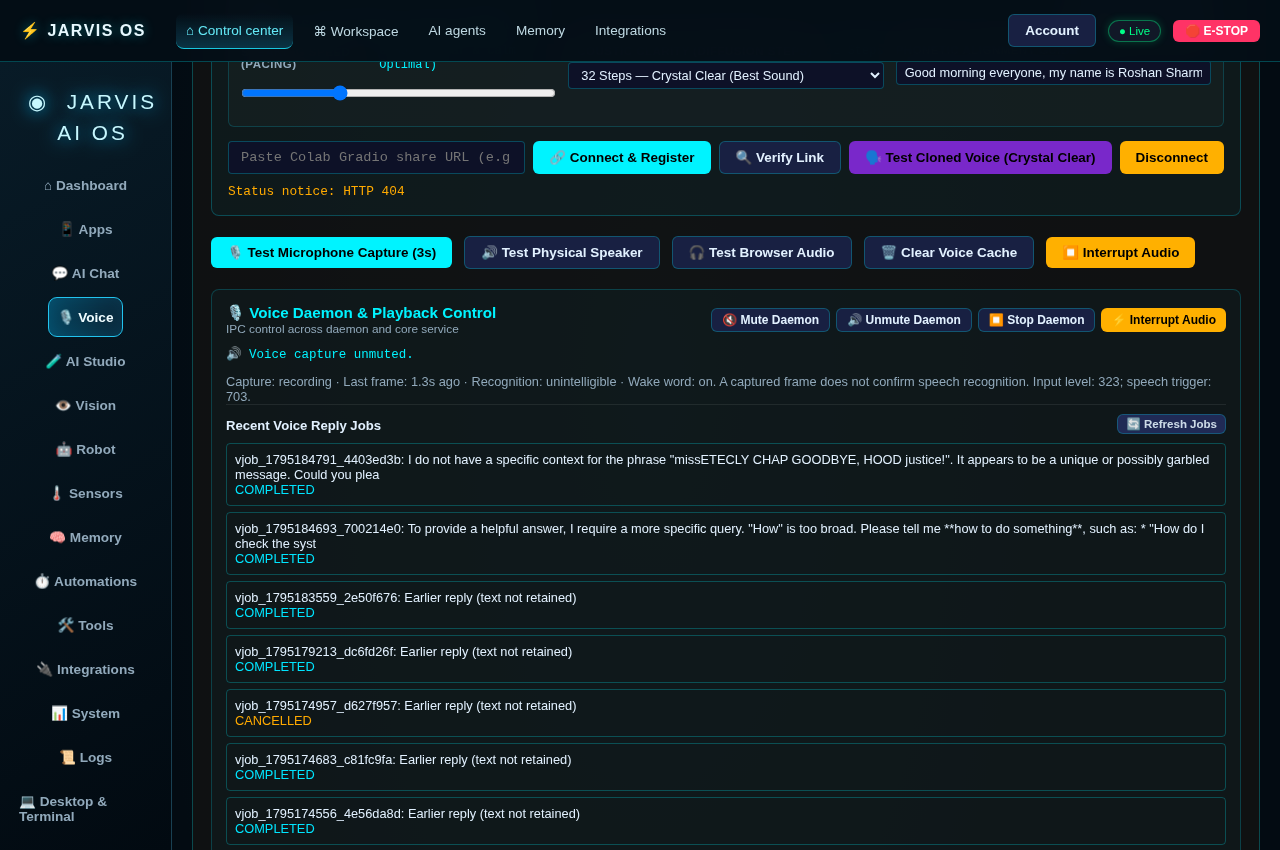 ⚡ JARVIS OS
⌂ Control center
⌘ Workspace
AI agents
Memory
Integrations
Account
● Live
🛑 E-STOP
◉ JARVIS
AI OS
⌂ Dashboard
📱 Apps
💬 AI Chat
🎙️ Voice
🧪 AI Studio
👁️ Vision
🤖 Robot
🌡️ Sensors
🧠 Memory
⏱️ Automations
🛠️ Tools
🔌 Integrations
📊 System
📜 Logs
💻 Desktop &
Terminal
(PACING)
Optimal)
32 Steps — Crystal Clear (Best Sound)
Good morning everyone, my name is Roshan Sharm
Paste Colab Gradio share URL (e.g
🔗 Connect & Register
🔍 Verify Link
🗣️ Test Cloned Voice (Crystal Clear)
Disconnect
Status notice: HTTP 404
🎙️ Test Microphone Capture (3s)
🔊 Test Physical Speaker
🎧 Test Browser Audio
🗑️ Clear Voice Cache
⏹️ Interrupt Audio
🎙️ Voice Daemon & Playback Control
IPC control across daemon and core service
🔇 Mute Daemon
🔊 Unmute Daemon
⏹️ Stop Daemon
⚡ Interrupt Audio
🔊 Voice capture unmuted.
Capture: recording · Last frame: 1.3s ago · Recognition: unintelligible · Wake word: on. A captured frame does not confirm speech recognition. Input level: 323; speech trigger:
703.
Recent Voice Reply Jobs
🔄 Refresh Jobs
vjob_1795184791_4403ed3b: I do not have a specific context for the phrase "missETECLY CHAP GOODBYE, HOOD justice!". It appears to be a unique or possibly garbled
message. Could you plea
COMPLETED
vjob_1795184693_700214e0: To provide a helpful answer, I require a more specific query. "How" is too broad. Please tell me **how to do something**, such as: * "How do I
check the syst
COMPLETED
vjob_1795183559_2e50f676: Earlier reply (text not retained)
COMPLETED
vjob_1795179213_dc6fd26f: Earlier reply (text not retained)
COMPLETED
vjob_1795174957_d627f957: Earlier reply (text not retained)
CANCELLED
vjob_1795174683_c81fc9fa: Earlier reply (text not retained)
COMPLETED
vjob_1795174556_4e56da8d: Earlier reply (text not retained)
COMPLETED